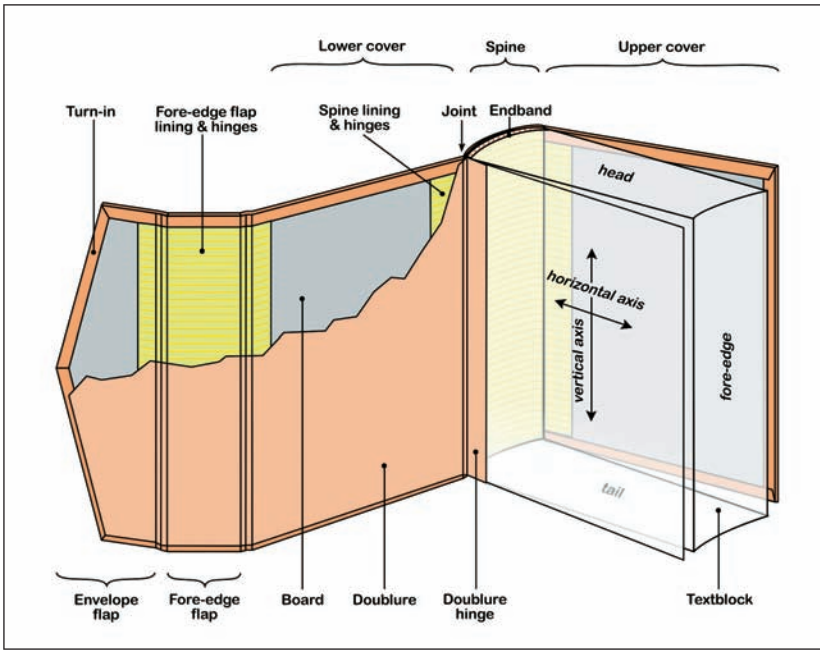 Lower cover
Spine
Upper cover
Turn-in
Fore-edge flap
lining & hinges
Spine lining
& hinges
Joint
Endband
head
horizontal axis
vertical axis
fore-edge
tail
Envelope
flap
Fore-edge
flap
Board
Doublure
Doublure
hinge
Textblock